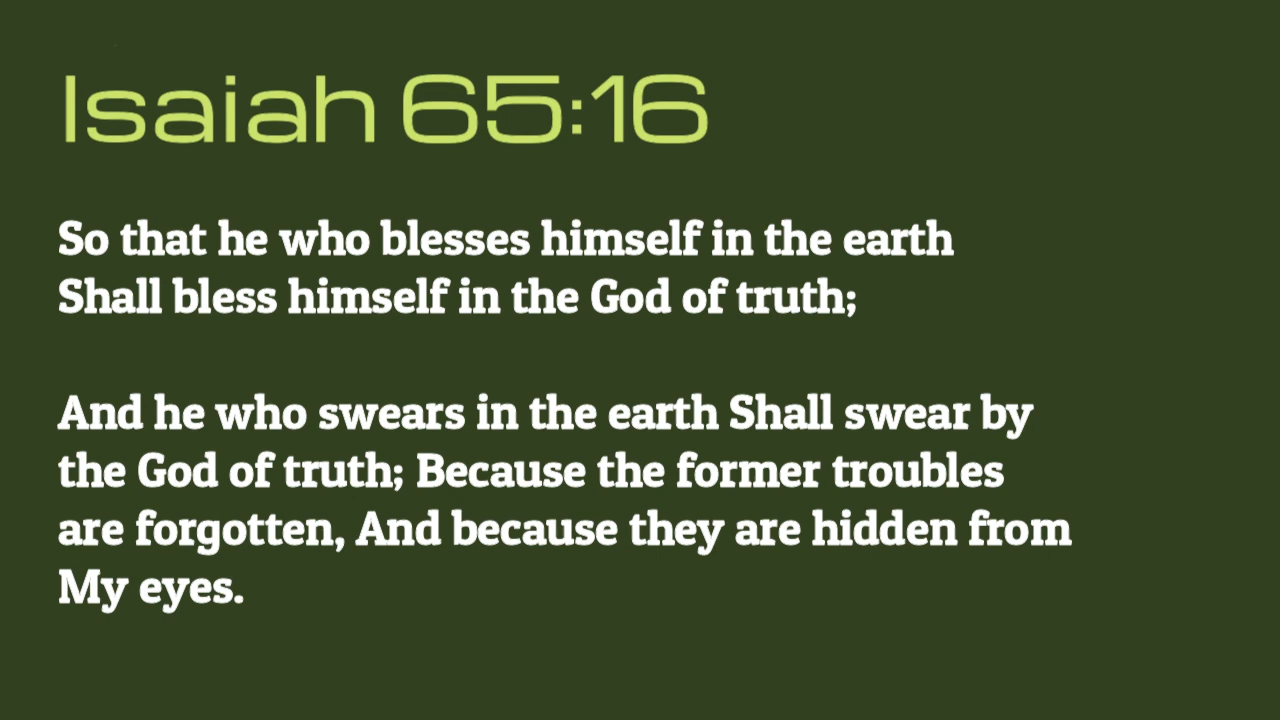 Isaiah 65:16
So that he who blesses himself in the earth
Shall bless himself in the God of truth;
And he who swears in the earth Shall swear by
the God of truth; Because the former troubles
are forgotten, And because they are hidden from
My eyes.